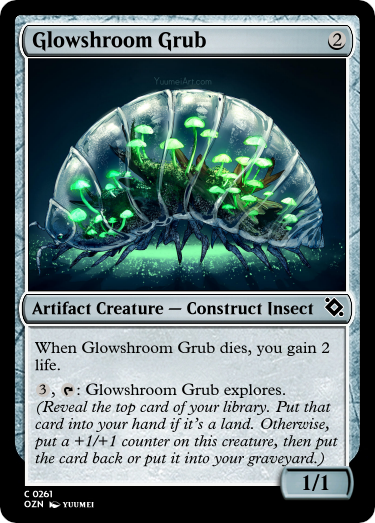 Glowshroom Grub 2
Yuume-Art.com
Artifact Creature — Construct Insect
When Glowshroom Grub dies, you gain 2
life.
3, : Glowshroom Grub explores.
(Reveal the top card of your library. Put that
card into your hand if it's a land. Otherwise,
put a +1/+1 counter on this creature, then put
the card back or put it into your graveyard.)
1/1
C 0261
OZN YUUMEI